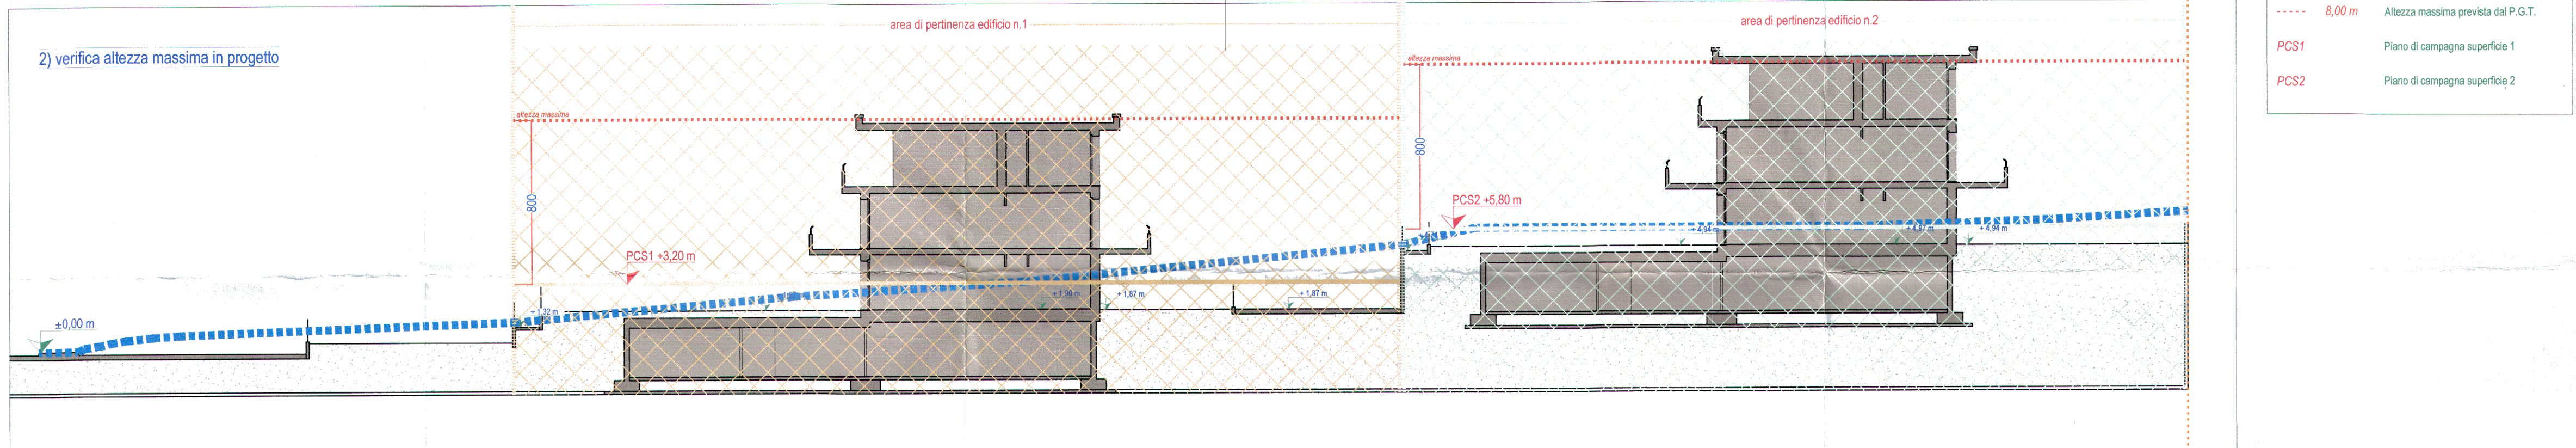 area di pertinenza edificio n.1
area di pertinenza edificio n.2
---- 8,00 m Altezza massima prevista dal P.G.T.
PCS1 Piano di campagna superficie 1
PCS2 Piano di campagna superficie 2
2) verifica altezza massima in progetto
altezza massima
altezza massima
800
800
PCS2 +5,80 m
PCS1 +3,20 m
+ 4,94 m
+ 4,97 m
+ 4,94 m
+ 1,90 m
+ 1,87 m
+ 1,87 m
+ 1,32 m
±0,00 m